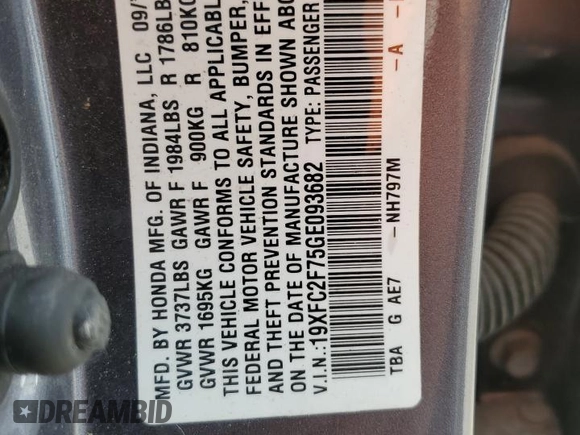 MFD. BY HONDA MFG. OF INDIANA, LLC 09/
GVWR 3737LBS GAWR F 1984LBS R 1786LB
GVWR 1695KG GAWR F 900KG R 810KG
THIS VEHICLE CONFORMS TO ALL APPLICABLE
FEDERAL MOTOR VEHICLE SAFETY, BUMPER,
AND THEFT PREVENTION STANDARDS IN EFF
ON THE DATE OF MANUFACTURE SHOWN ABO
V.I.N.:19XFC2F75GE093682 TYPE: PASSENGER
TBA G AE7 -NH797M -A -
DREAMBID